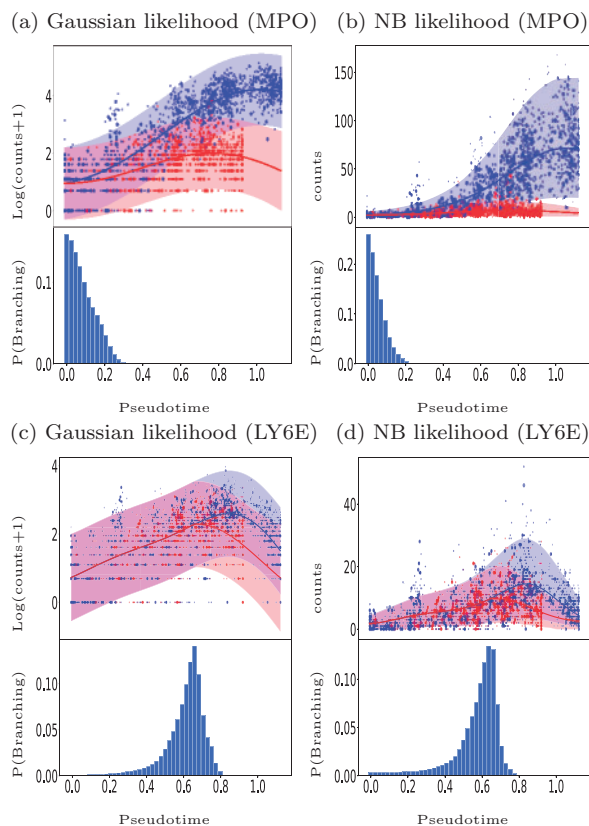 (a) Gaussian likelihood (MPO)
(b) NB likelihood (MPO)
Log(counts+1)
4
2
0
counts
150
100
50
0
P(Branching)
0.1
0.0
0.0 0.2 0.4 0.6 0.8 1.0
Pseudotime
P(Branching)
0.2
0.1
0.0
0.0 0.2 0.4 0.6 0.8 1.0
Pseudotime
(c) Gaussian likelihood (LY6E)
(d) NB likelihood (LY6E)
Log(counts+1)
4
2
0
counts
40
20
0
P(Branching)
0.10
0.05
0.00
0.0 0.2 0.4 0.6 0.8 1.0
Pseudotime
P(Branching)
0.10
0.05
0.00
0.0 0.2 0.4 0.6 0.8 1.0
Pseudotime